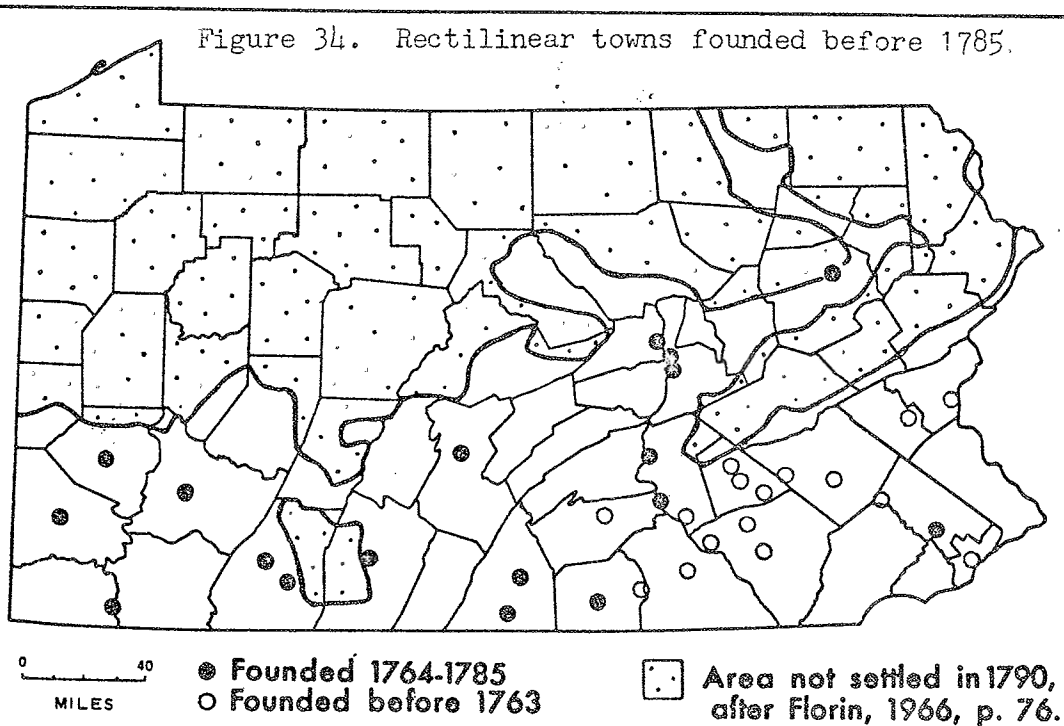 Figure 34. Rectilinear towns founded before 1785.
0 40
MILES
Founded 1764-1785
Founded before 1763
Area not settled in 1790,
after Florin, 1966, p. 76.